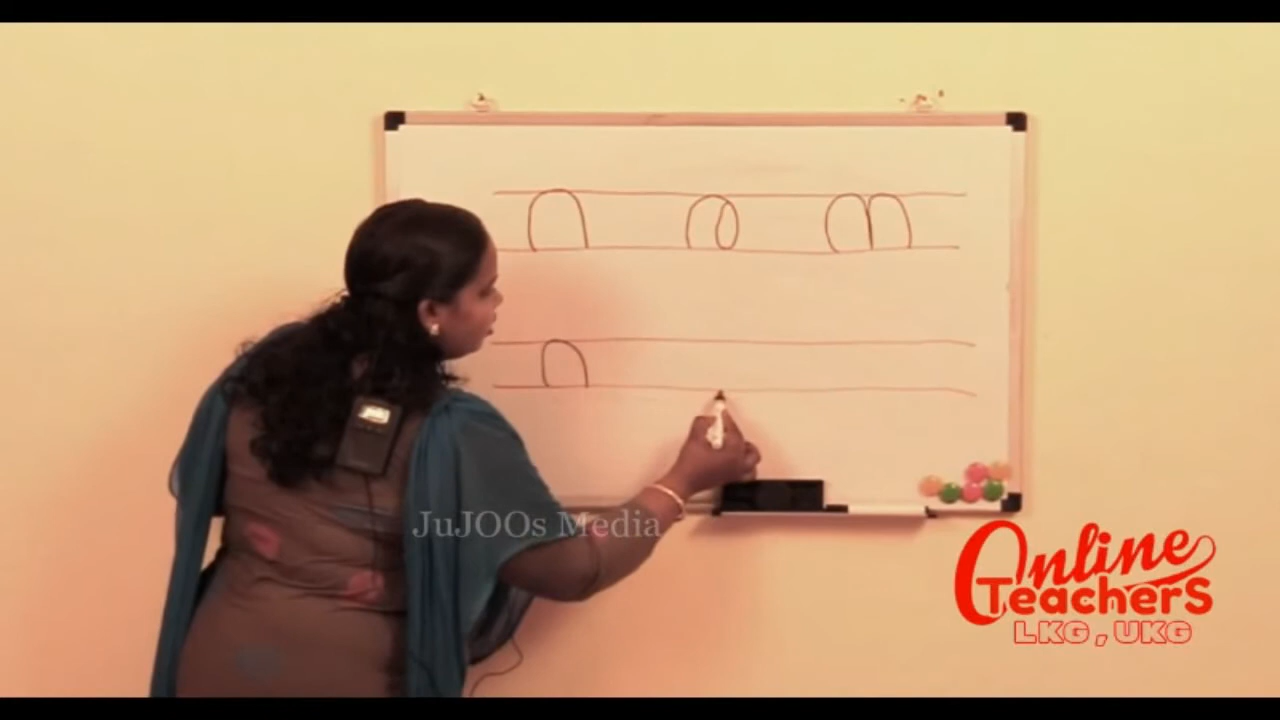 റ ഉ ന
റ
JuJOOs Media
Online
TeacherS
LKG , UKG